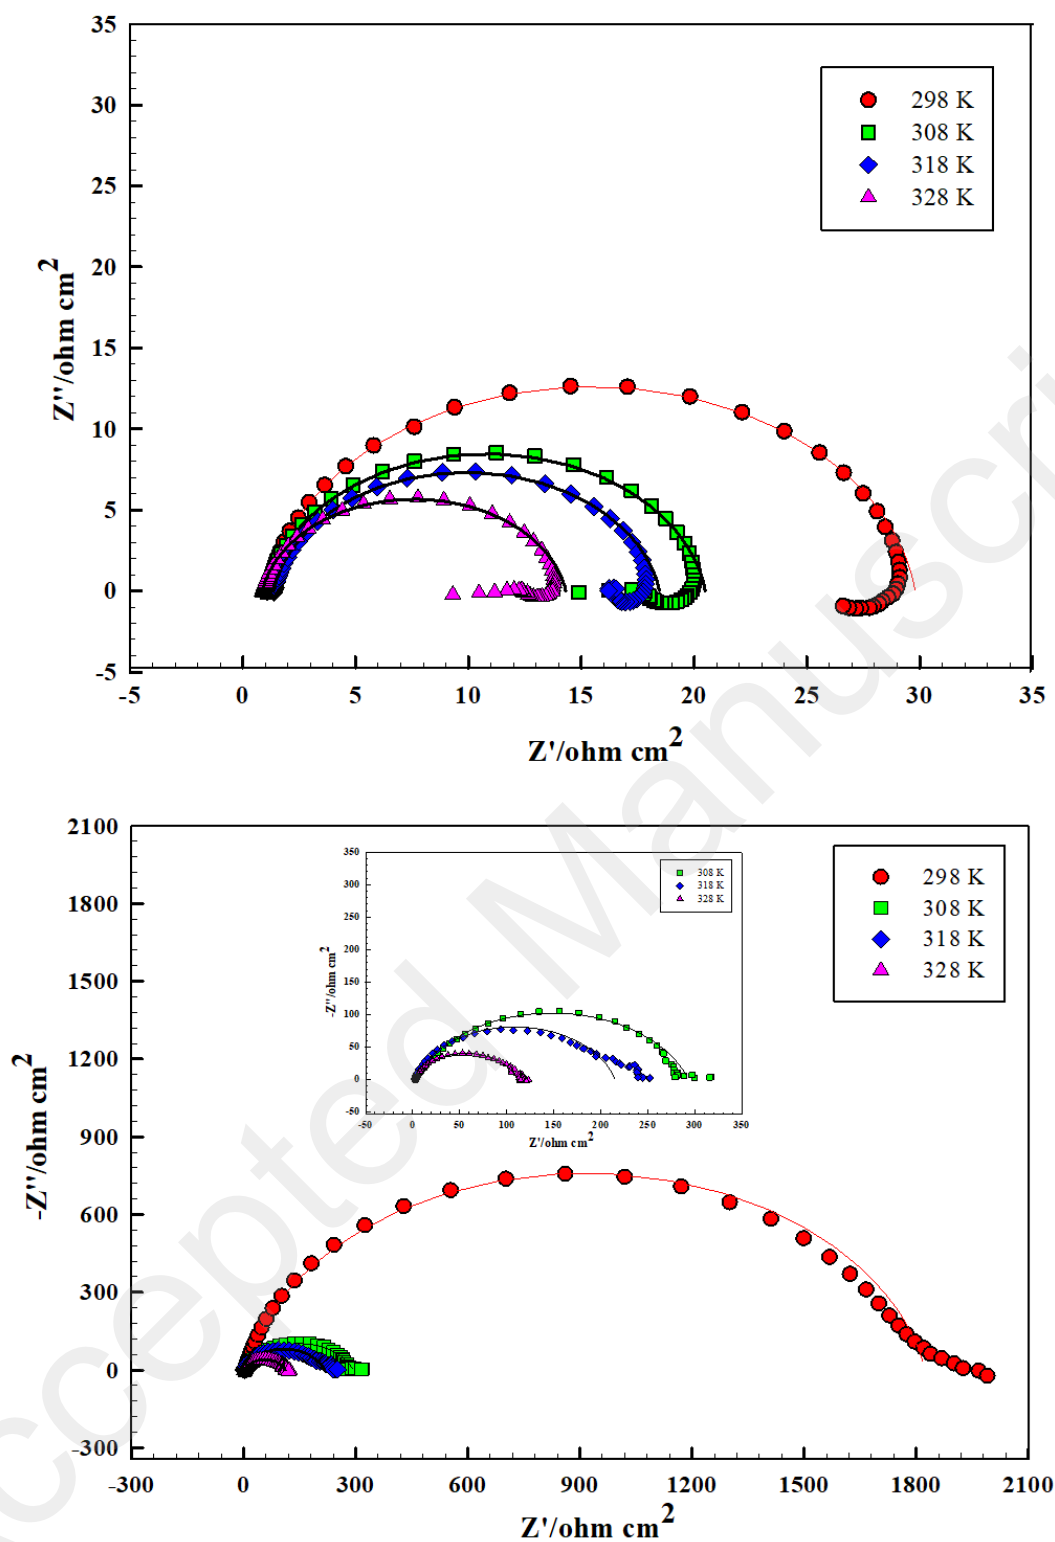 35
30
25
20
15
10
5
0
-5
Z''/ohm cm2
298 K
308 K
318 K
328 K
-5 0 5 10 15 20 25 30 35
Z'/ohm cm2
2100
1800
1500
1200
900
600
300
0
-300
-Z''/ohm cm2
298 K
308 K
318 K
328 K
350
300
250
200
150
100
50
0
-50
-Z''/ohm cm2
308 K
318 K
328 K
-50 0 50 100 150 200 250 300 350
Z'/ohm cm2
-300 0 300 600 900 1200 1500 1800 2100
Z'/ohm cm2
ccepted Manuscri